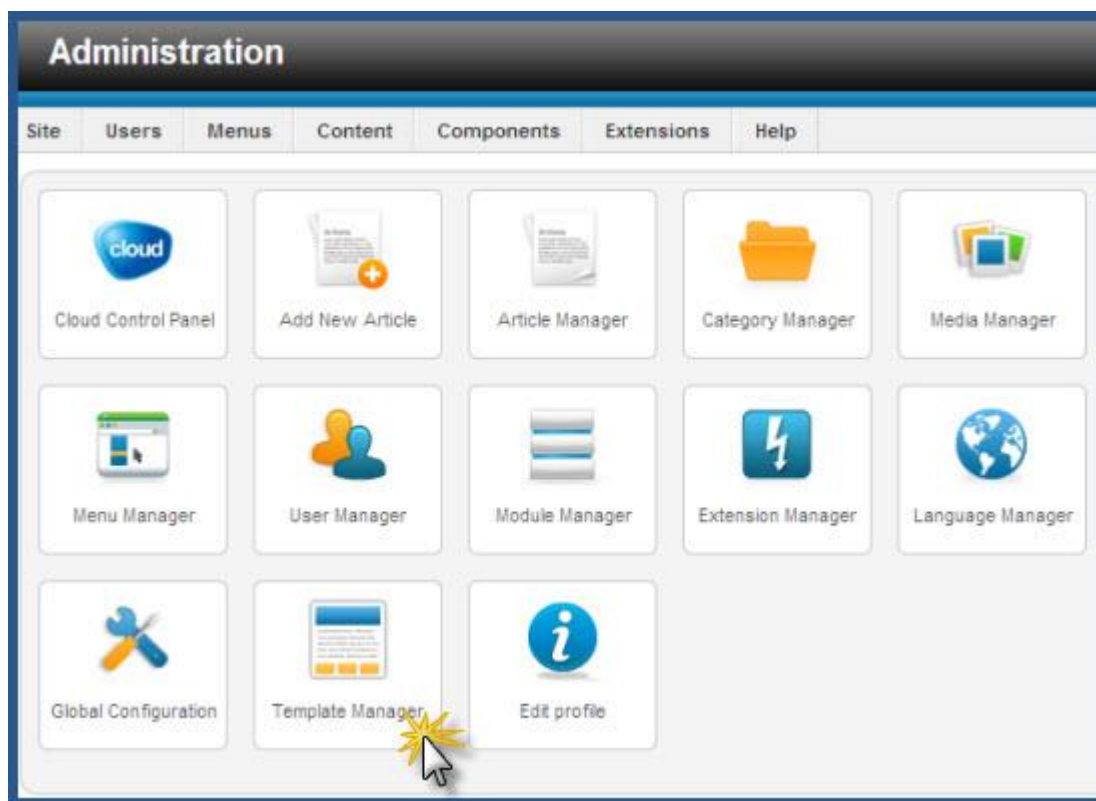 Administration
Site Users Menus Content Components Extensions Help
cloud
Cloud Control Panel Add New Article Article Manager Category Manager Media Manager
Menu Manager User Manager Module Manager Extension Manager Language Manager
Global Configuration Template Manager Edit profile